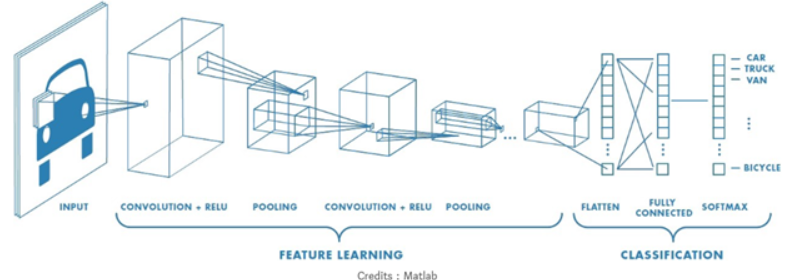 CAR
TRUCK
VAN
BICYCLE
INPUT
CONVOLUTION + RELU
POOLING
CONVOLUTION + RELU
POOLING
FLATTEN
FULLY
CONNECTED
SOFTMAX
FEATURE LEARNING
CLASSIFICATION
Credits : Matlab